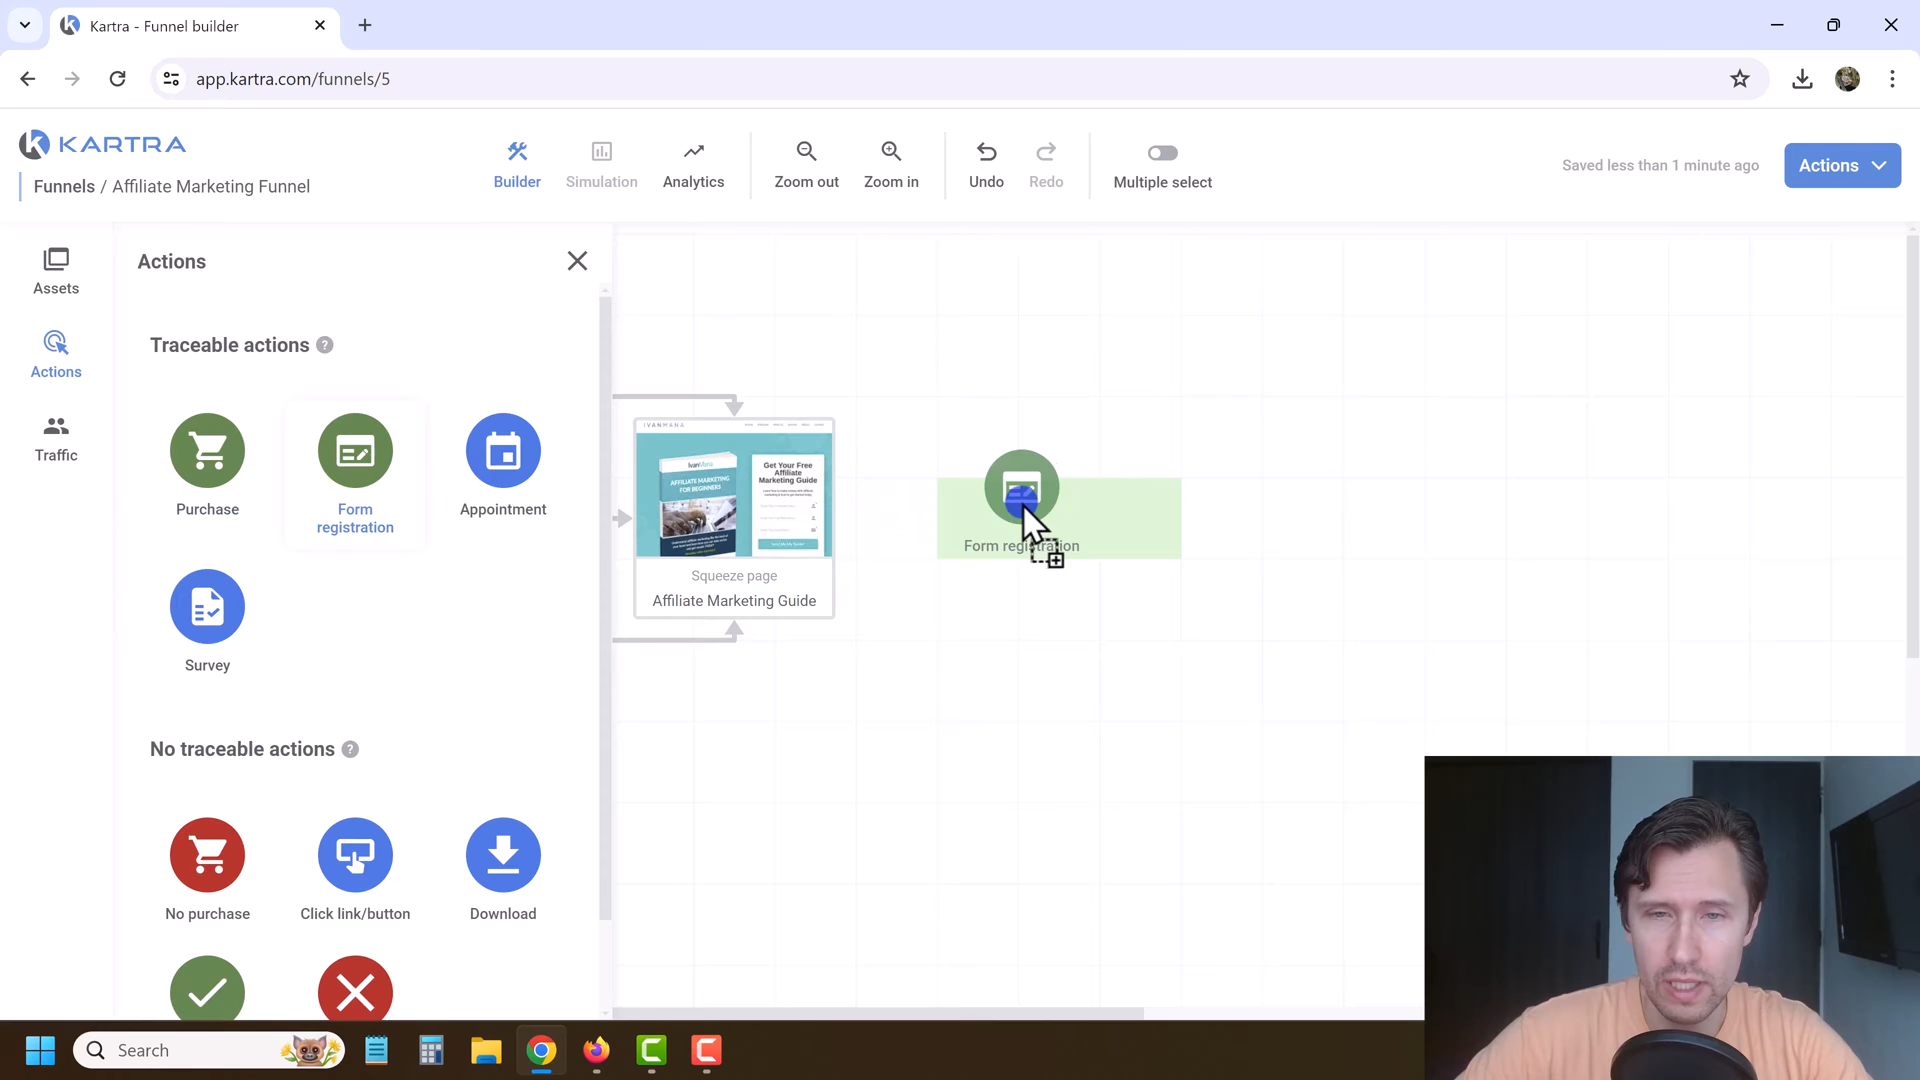 Kartra - Funnel builder
app.kartra.com/funnels/5
KARTRA
Funnels / Affiliate Marketing Funnel
Builder
Simulation
Analytics
Zoom out
Zoom in
Undo
Redo
Multiple select
Saved less than 1 minute ago
Actions
Assets
Actions
Traffic
Actions
Traceable actions
Purchase
Form
registration
Appointment
Survey
No traceable actions
No purchase
Click link/button
Download
IVANMANA
IvanMana
AFFILIATE MARKETING
FOR BEGINNERS
Get Your Free
Affiliate
Marketing Guide
Squeeze page
Affiliate Marketing Guide
Form registration
Search